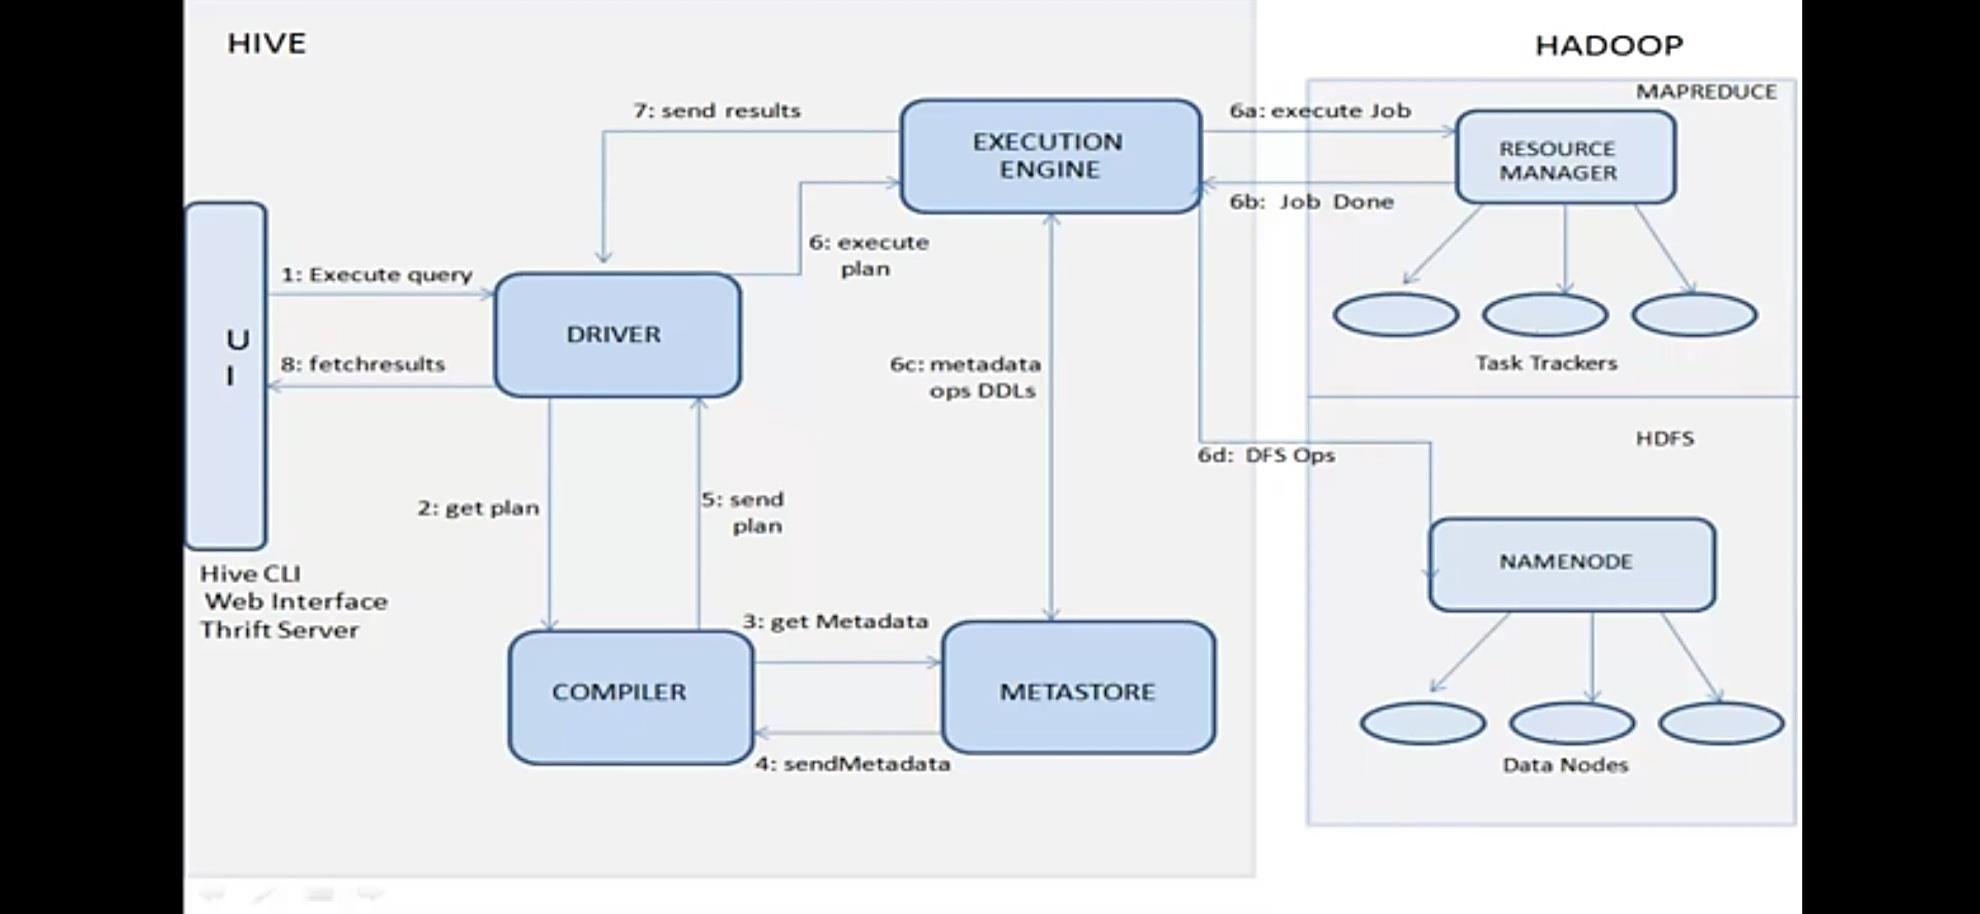 HIVE
HADOOP
MAPREDUCE
7: send results
EXECUTION
ENGINE
6a: execute Job
RESOURCE
MANAGER
6b: Job Done
6: execute
plan
1: Execute query
DRIVER
U
I
8: fetchresults
6c: metadata
ops DDLs
Task Trackers
HDFS
6d: DFS Ops
2: get plan
5: send
plan
NAMENODE
Hive CLI
Web Interface
Thrift Server
3: get Metadata
COMPILER
METASTORE
4: sendMetadata
Data Nodes